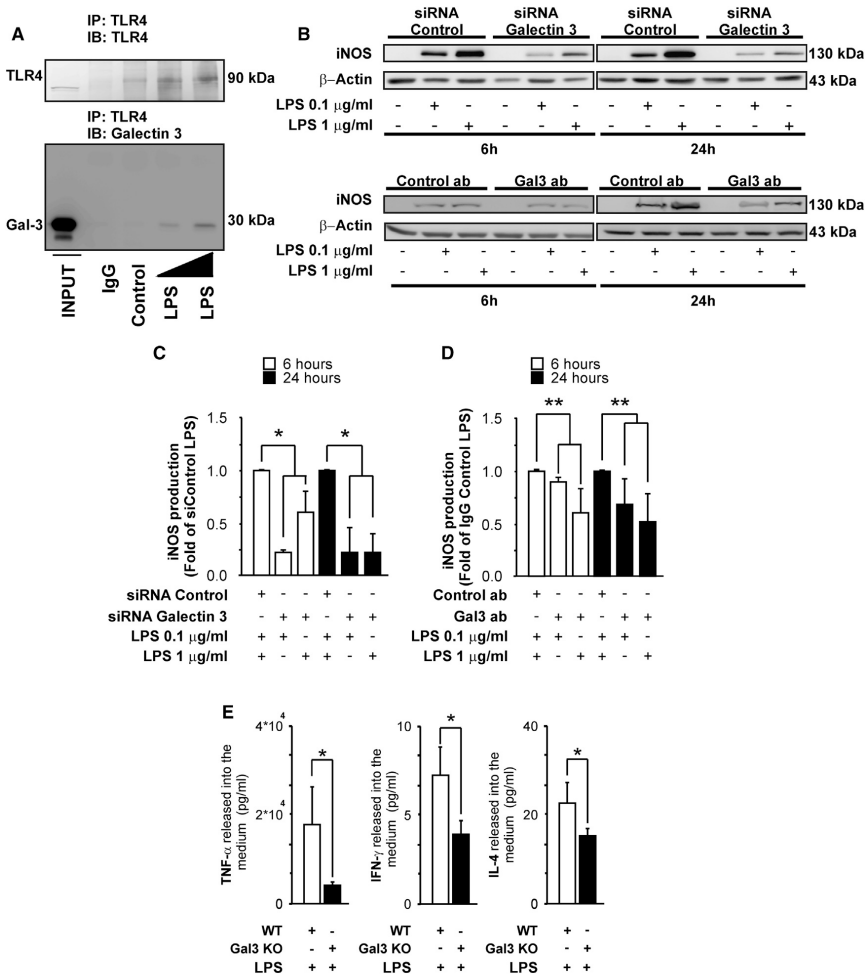 A
IP: TLR4
IB: TLR4
TLR4
90 kDa
IP: TLR4
IB: Galectin 3
Gal-3
30 kDa
INPUT
IgG
Control
LPS
LPS
B
siRNA Control
siRNA Galectin 3
siRNA Control
siRNA Galectin 3
iNOS
130 kDa
β-Actin
43 kDa
LPS 0.1 μg/ml - + - - + - - + - - + -
LPS 1 μg/ml - - + - - + - - + - - +
6h
24h
Control ab
Gal3 ab
Control ab
Gal3 ab
iNOS
130 kDa
β-Actin
43 kDa
LPS 0.1 μg/ml - + - - + - - + - - + -
LPS 1 μg/ml - - + - - + - - + - - +
6h
24h
C
6 hours
24 hours
iNOS production
(Fold of siControl LPS)
1.5
1.0
0.5
0.0
*
*
siRNA Control + - - + - -
siRNA Galectin 3 - + + - + +
LPS 0.1 μg/ml + + - + + -
LPS 1 μg/ml + - + + - +
D
6 hours
24 hours
iNOS production
(Fold of IgG Control LPS)
1.5
1.0
0.5
0.0
**
**
Control ab + - - + - -
Gal3 ab - + + - + +
LPS 0.1 μg/ml + + - + + -
LPS 1 μg/ml + - + + - +
E
TNF-α released into the
medium (pg/ml)
4*10⁴
2*10⁴
0
*
WT + -
Gal3 KO - +
LPS + +
IFN-γ released into the
medium (pg/ml)
10
5
0
*
WT + -
Gal3 KO - +
LPS + +
IL-4 released into the
medium (pg/ml)
40
20
0
*
WT + -
Gal3 KO - +
LPS + +